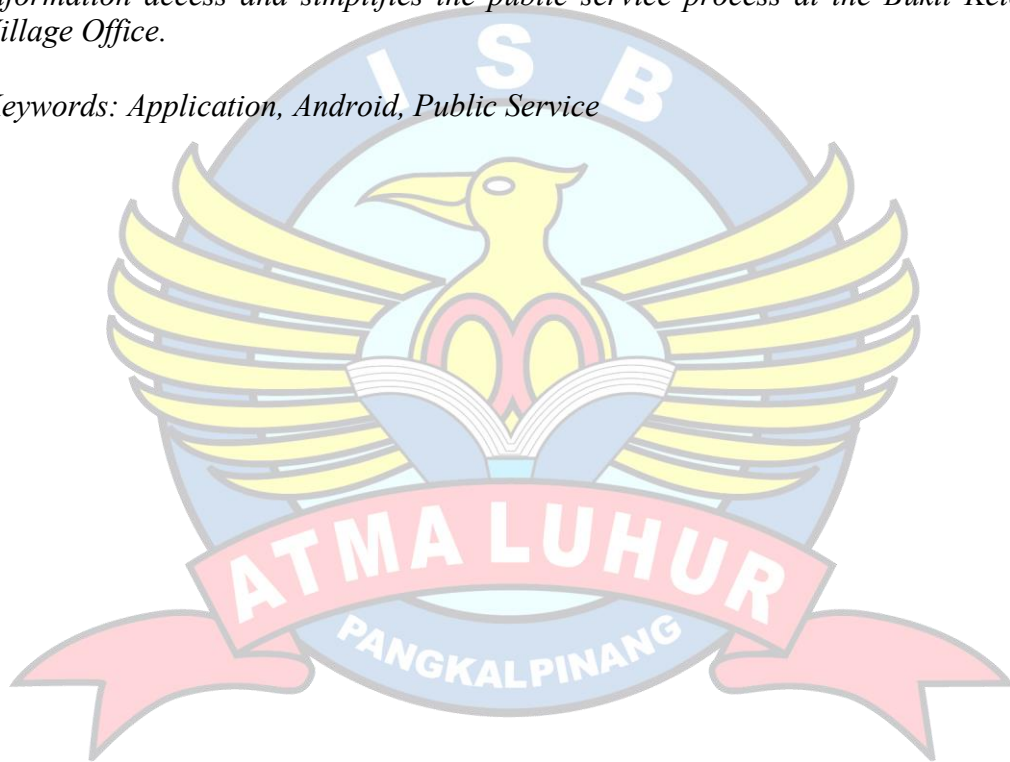 information access and simplifies the public service process at the Bukit
Village Office.
Keywords: Application, Android, Public Service
ISB
ATMA LUHUR
PANGKALPINANG